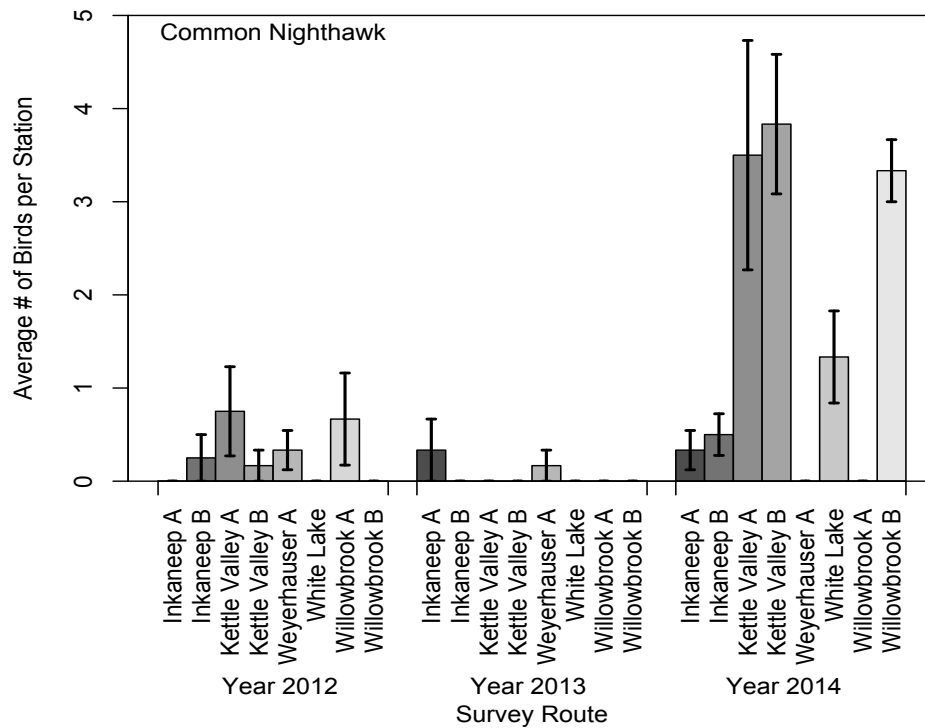 Common Nighthawk
Average # of Birds per Station
5
4
3
2
1
0
Inkaneep A
Inkaneep B
Kettle Valley A
Kettle Valley B
Weyerhauser A
White Lake
Willowbrook A
Willowbrook B
Inkaneep A
Inkaneep B
Kettle Valley A
Kettle Valley B
Weyerhauser A
White Lake
Willowbrook A
Willowbrook B
Inkaneep A
Inkaneep B
Kettle Valley A
Kettle Valley B
Weyerhauser A
White Lake
Willowbrook A
Willowbrook B
Year 2012
Year 2013
Year 2014
Survey Route